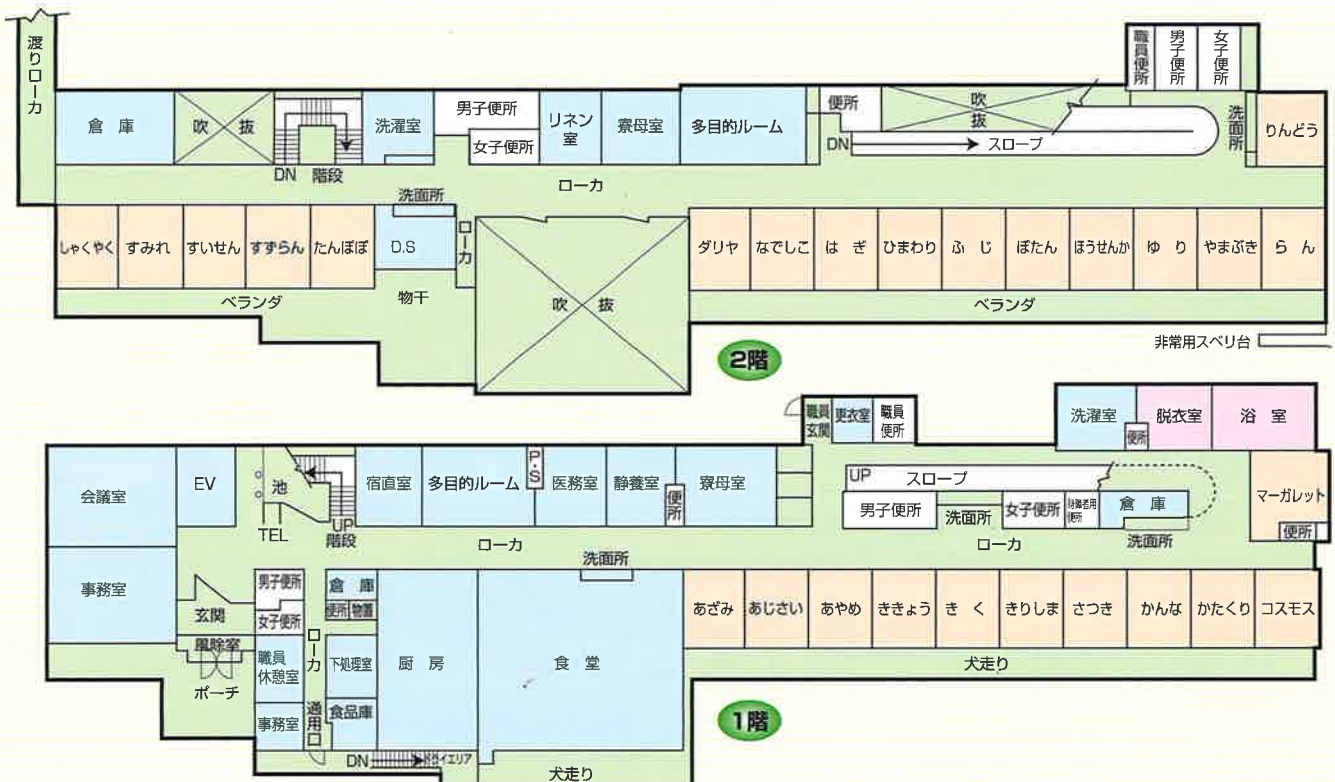 渡りローカ
倉庫
吹抜
DN 階段
洗濯室
男子便所
女子便所
リネン室
寮母室
多目的ルーム
便所
吹抜
DN
スロープ
職員便所
男子便所
女子便所
洗面所
りんどう
洗面所
ローカ
しゃくやく
すみれ
すいせん
すずらん
たんぽぽ
D.S
ローカ
吹抜
ダリヤ
なでしこ
はぎ
ひまわり
ふじ
ぼたん
ほうせんか
ゆり
やまぶき
らん
ベランダ
物干
ベランダ
非常用スベリ台
2階
職員玄関
更衣室
職員便所
洗濯室
便所
脱衣室
浴室
会議室
EV
池
TEL
UP
階段
宿直室
多目的ルーム
P・S
医務室
静養室
便所
寮母室
UP
スロープ
男子便所
洗面所
女子便所
便所
倉庫
洗面所
マーガレット
便所
ローカ
ローカ
洗面所
事務室
玄関
風除室
ポーチ
男子便所
女子便所
職員休憩室
事務室
ローカ
通用口
倉庫
便所
物置
下処理室
食品庫
厨房
食堂
あざみ
あじさい
あやめ
ききょう
きく
きりしま
さつき
かんな
かたくり
コスモス
犬走り
1階
DN
犬走り